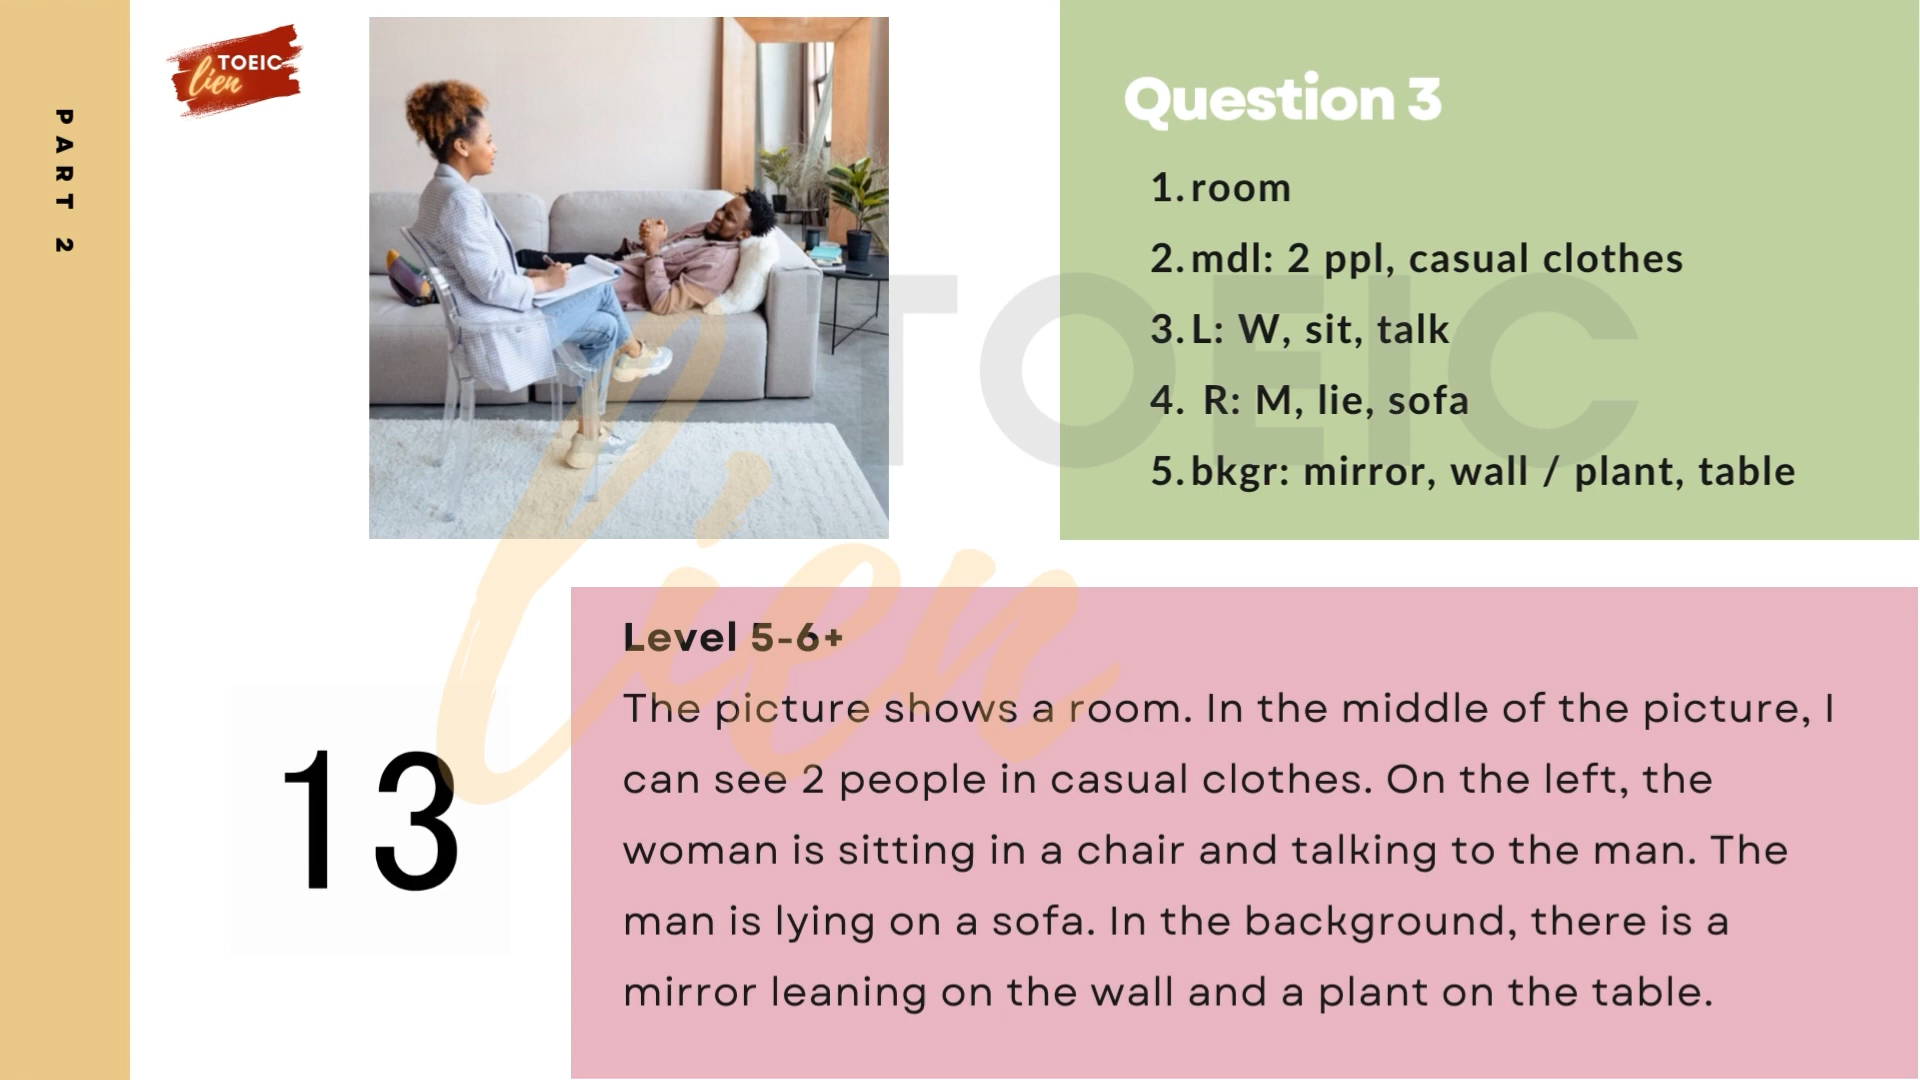 PART 2
TOEIC
lien
Question 3
1. room
2. mdl: 2 ppl, casual clothes
3. L: W, sit, talk
4. R: M, lie, sofa
5. bkgr: mirror, wall / plant, table
TOEIC
lien
Level 5-6+
The picture shows a room. In the middle of the picture, I
can see 2 people in casual clothes. On the left, the
woman is sitting in a chair and talking to the man. The
man is lying on a sofa. In the background, there is a
mirror leaning on the wall and a plant on the table.
13